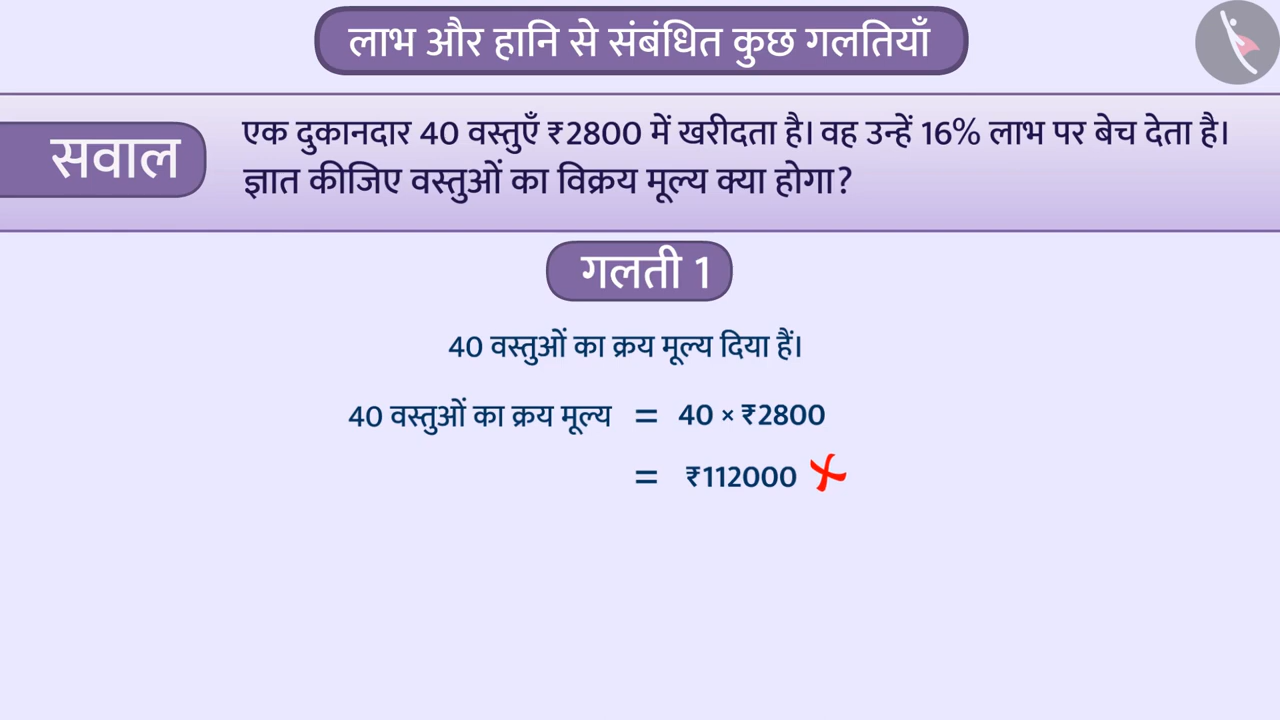 लाभ और हानि से संबंधित कुछ गलतियाँ
सवाल
एक दुकानदार 40 वस्तुएँ ₹2800 में खरीदता है। वह उन्हें 16% लाभ पर बेच देता है।
ज्ञात कीजिए वस्तुओं का विक्रय मूल्य क्या होगा?
गलती 1
40 वस्तुओं का क्रय मूल्य दिया हैं।
40 वस्तुओं का क्रय मूल्य = 40 × ₹2800
= ₹112000